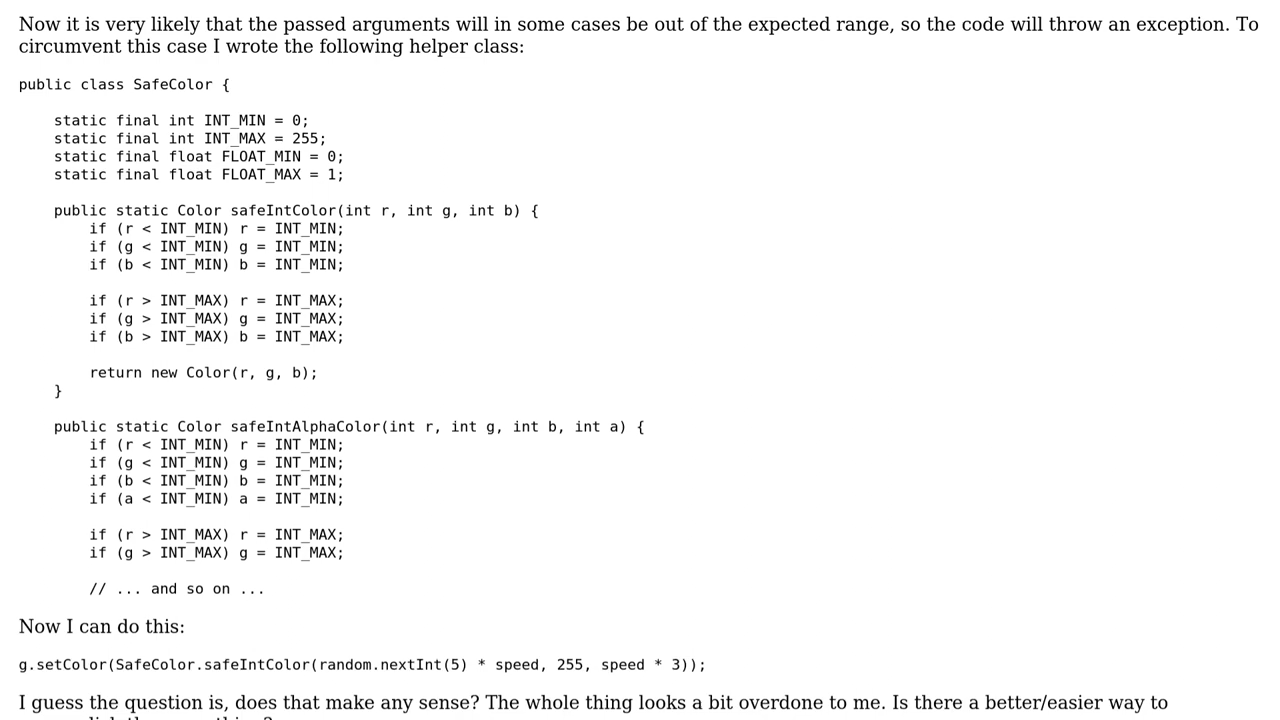 Now it is very likely that the passed arguments will in some cases be out of the expected range, so the code will throw an exception. To
circumvent this case I wrote the following helper class:
public class SafeColor {
static final int INT_MIN = 0;
static final int INT_MAX = 255;
static final float FLOAT_MIN = 0;
static final float FLOAT_MAX = 1;
public static Color safeIntColor(int r, int g, int b) {
if (r < INT_MIN) r = INT_MIN;
if (g < INT_MIN) g = INT_MIN;
if (b < INT_MIN) b = INT_MIN;
if (r > INT_MAX) r = INT_MAX;
if (g > INT_MAX) g = INT_MAX;
if (b > INT_MAX) b = INT_MAX;
return new Color(r, g, b);
}
public static Color safeIntAlphaColor(int r, int g, int b, int a) {
if (r < INT_MIN) r = INT_MIN;
if (g < INT_MIN) g = INT_MIN;
if (b < INT_MIN) b = INT_MIN;
if (a < INT_MIN) a = INT_MIN;
if (r > INT_MAX) r = INT_MAX;
if (g > INT_MAX) g = INT_MAX;
// ... and so on ...
Now I can do this:
g.setColor(SafeColor.safeIntColor(random.nextInt(5) * speed, 255, speed * 3));
I guess the question is, does that make any sense? The whole thing looks a bit overdone to me. Is there a better/easier way to